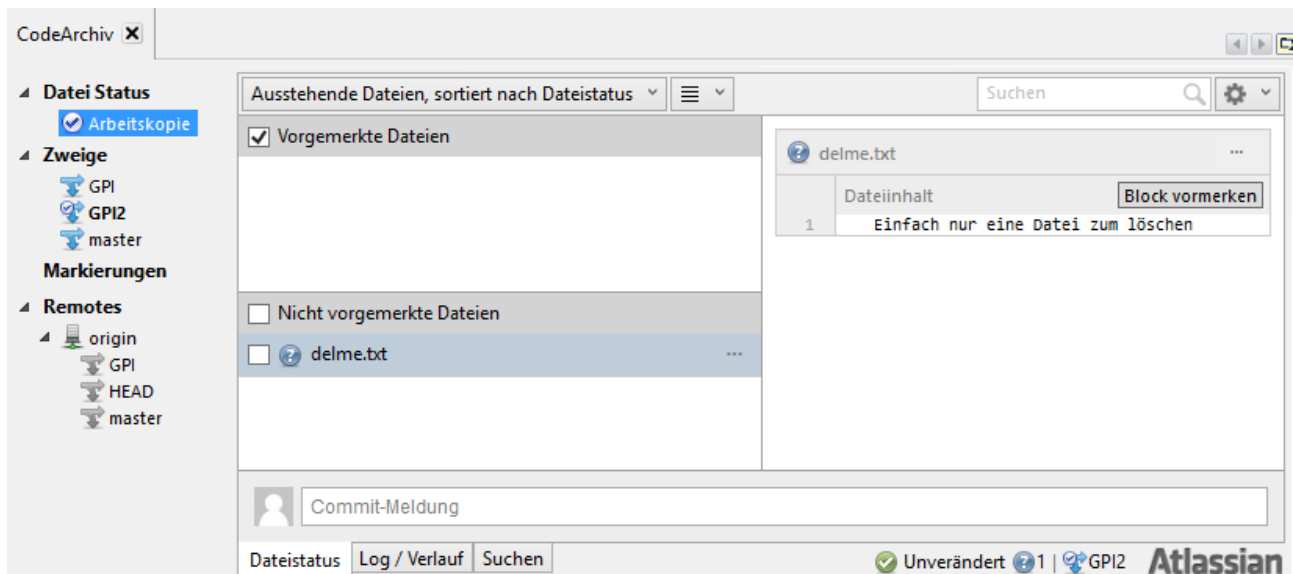 CodeArchiv
Datei Status
Arbeitskopie
Zweige
GPI
GPI2
master
Markierungen
Remotes
origin
GPI
HEAD
master
Ausstehende Dateien, sortiert nach Dateistatus
Suchen
Vorgemerkte Dateien
Nicht vorgemerkte Dateien
delme.txt
delme.txt
Dateiinhalt Block vormerken
1 Einfach nur eine Datei zum löschen
Commit-Meldung
Dateistatus Log / Verlauf Suchen
Unverändert 1 | GPI2 Atlassian